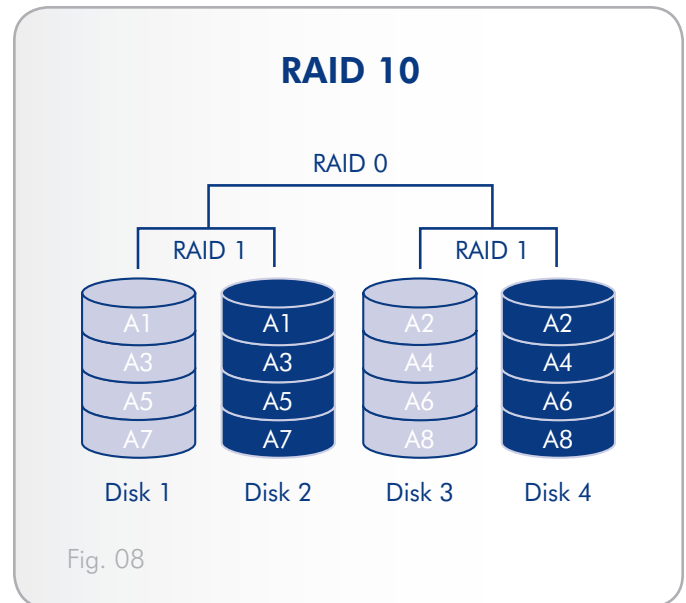 RAID 10
RAID 0
RAID 1 RAID 1
A1 A1 A2 A2
A3 A3 A4 A4
A5 A5 A6 A6
A7 A7 A8 A8
Disk 1 Disk 2 Disk 3 Disk 4
Fig. 08